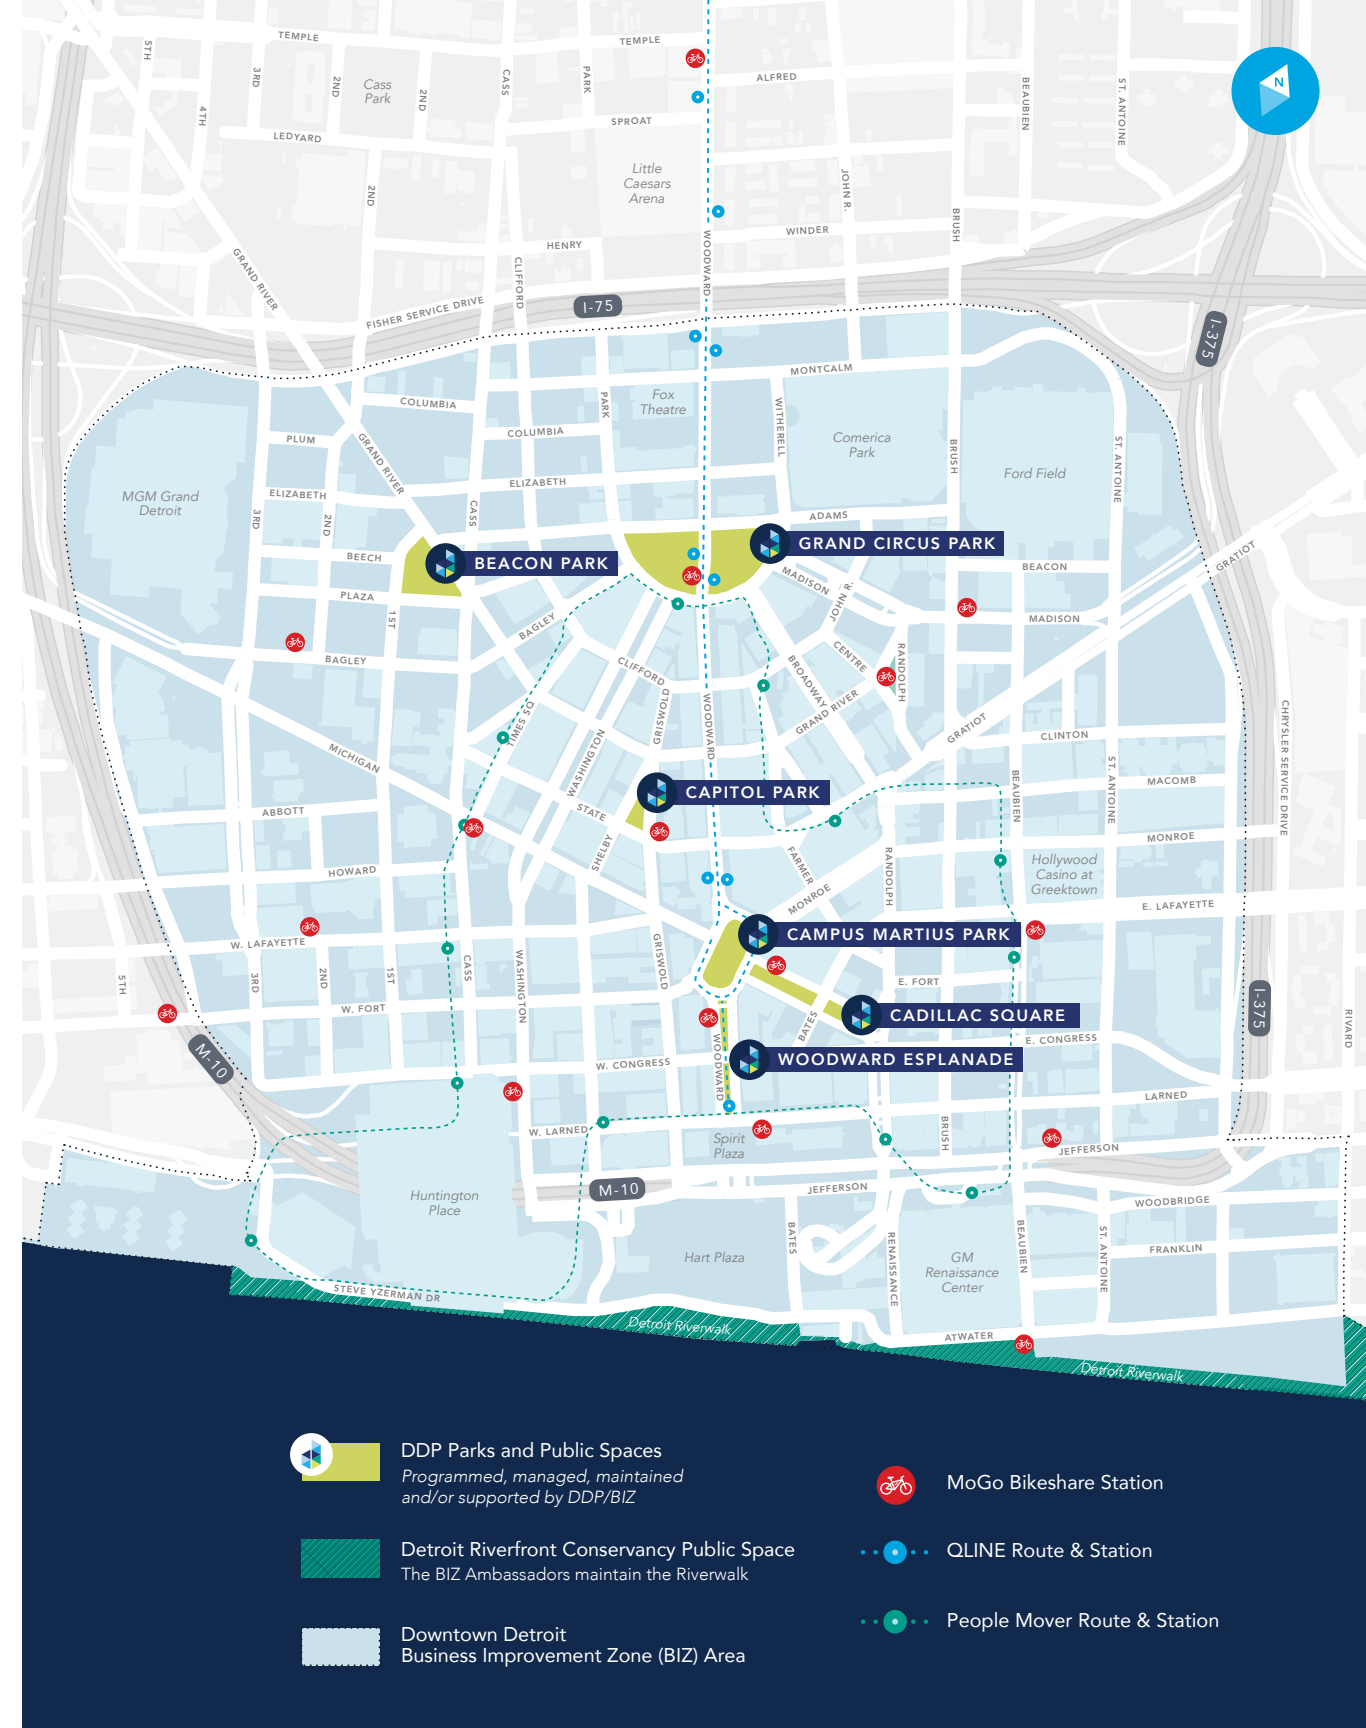 TEMPLE
TEMPLE
5TH
3RD
2ND
Cass
Park
2ND
CASS
PARK
ALFRED
BEAUBIEN
ST. ANTOINE
N
4TH
LEDYARD
SPROAT
Little
Caesars
Arena
2ND
JOHN R.
BRUSH
WINDER
HENRY
WOODWARD
GRAND RIVER
CLIFFORD
FISHER SERVICE DRIVE
I-75
I-375
MONTCALM
COLUMBIA
PARK
Fox
Theatre
WITHERELL
COLUMBIA
PLUM
GRAND RIVER
Comerica
Park
BRUSH
Ford Field
ST. ANTOINE
MGM Grand
Detroit
ELIZABETH
ELIZABETH
3RD
2ND
CASS
ADAMS
BEECH
BEACON PARK
GRAND CIRCUS PARK
BEACON
GRATIOT
PLAZA
1ST
MADISON
JOHN R.
MADISON
BAGLEY
BAGLEY
CLIFFORD
CENTRE
RANDOLPH
BROADWAY
GRISWOLD
WOODWARD
GRAND RIVER
GRATIOT
TIMES SQ
WASHINGTON
CLINTON
CHRYSLER SERVICE DRIVE
MICHIGAN
CAPITOL PARK
BEAUBIEN
ST. ANTOINE
MACOMB
ABBOTT
STATE
MONROE
SHELBY
FARMER
RANDOLPH
Hollywood
Casino at
Greektown
HOWARD
MONROE
E. LAFAYETTE
W. LAFAYETTE
CAMPUS MARTIUS PARK
GRISWOLD
5TH
3RD
2ND
1ST
CASS
WASHINGTON
E. FORT
W. FORT
CADILLAC SQUARE
BATES
I-375
RIVARD
M-10
W. CONGRESS
WOODWARD
WOODWARD ESPLANADE
E. CONGRESS
LARNED
W. LARNED
Spirit
Plaza
BRUSH
JEFFERSON
Huntington
Place
M-10
JEFFERSON
WOODBRIDGE
Hart Plaza
BATES
RENAISSANCE
GM
Renaissance
Center
BEAUBIEN
ST. ANTOINE
FRANKLIN
STEVE YZERMAN DR
Detroit Riverwalk
ATWATER
Detroit Riverwalk
DDP Parks and Public Spaces
Programmed, managed, maintained
and/or supported by DDP/BIZ
Detroit Riverfront Conservancy Public Space
The BIZ Ambassadors maintain the Riverwalk
Downtown Detroit
Business Improvement Zone (BIZ) Area
MoGo Bikeshare Station
QLINE Route & Station
People Mover Route & Station